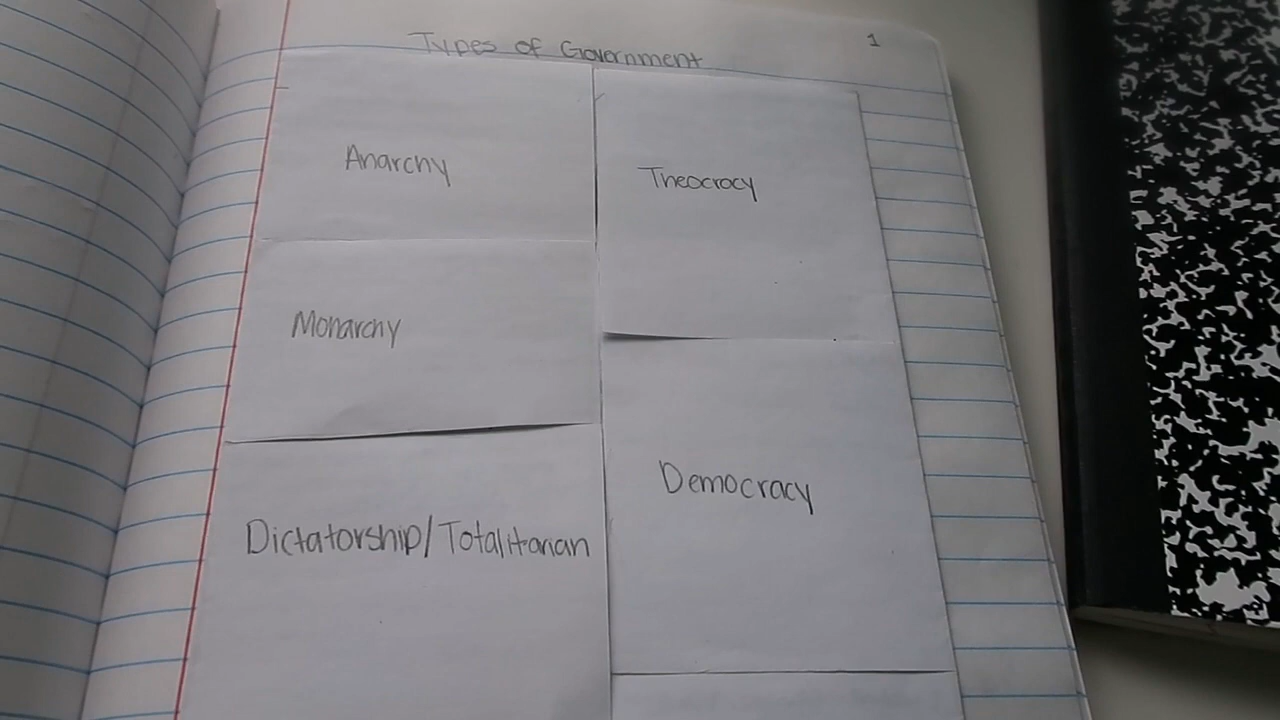 Types of Government
1
Anarchy
Theocracy
Monarchy
Democracy
Dictatorship/Totalitarian